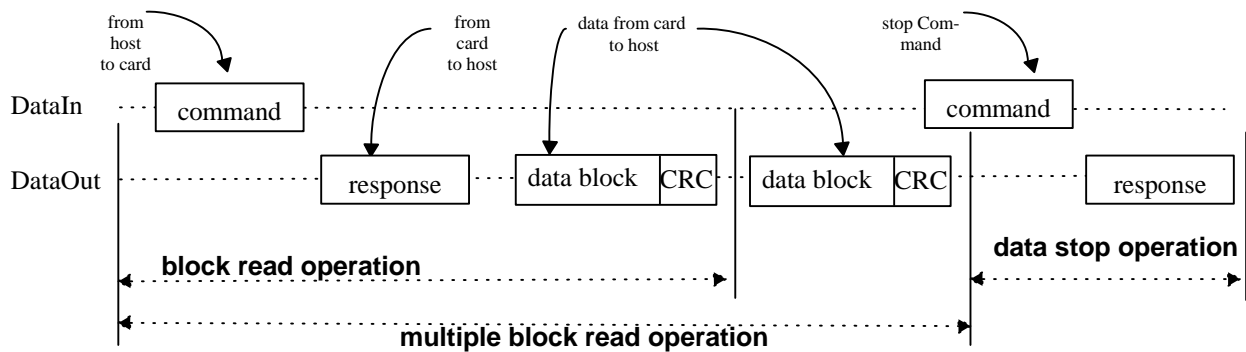 from
host
to card
from
card
to host
data from card
to host
stop Com-
mand
DataIn
command
command
DataOut
response
data block
CRC
data block
CRC
response
block read operation
data stop operation
multiple block read operation